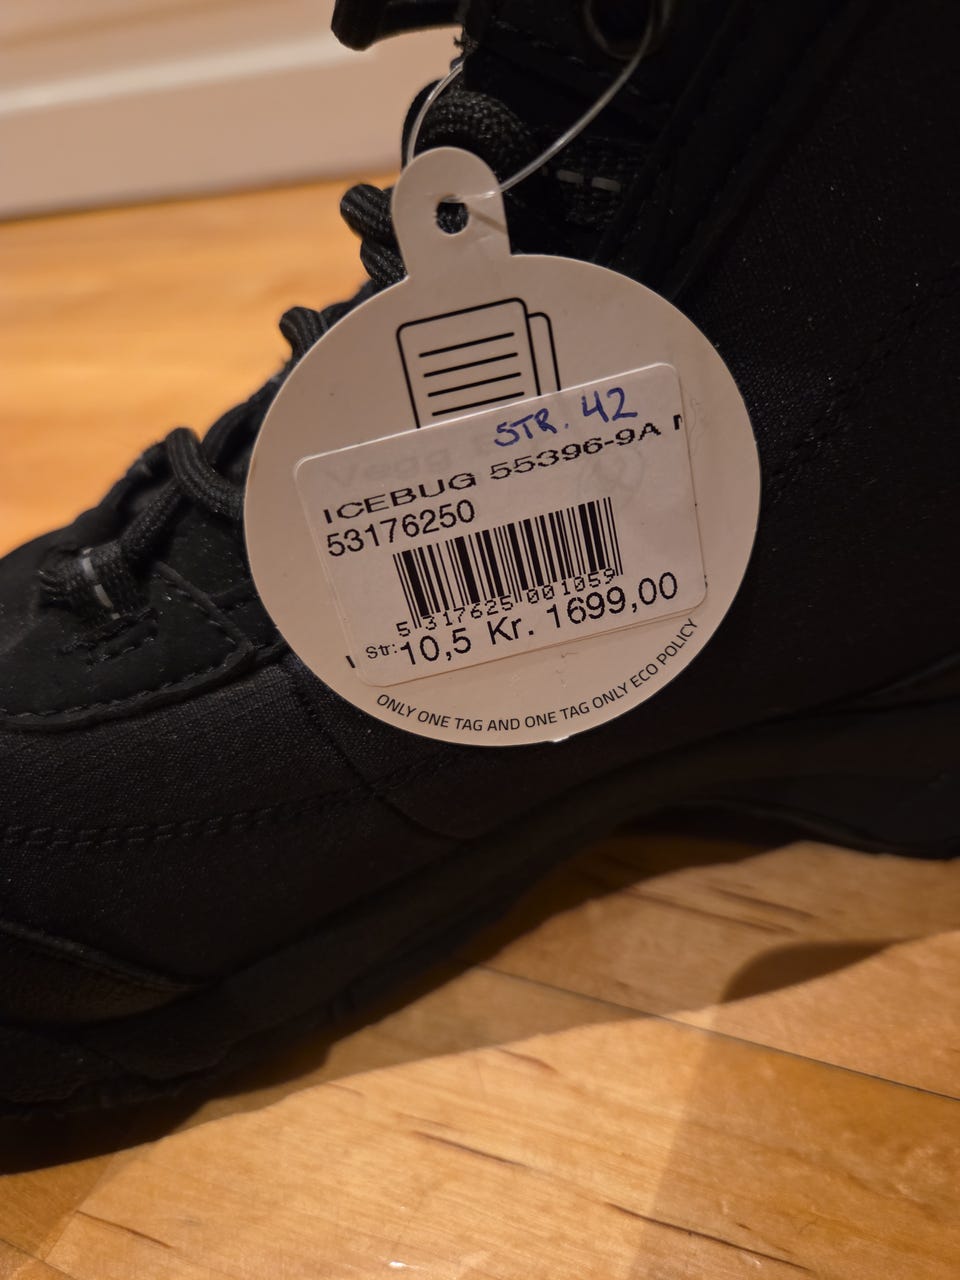 STR. 42
ICEBUG 55396-9A
53176250
5 317625 001059
Str: 10,5 Kr. 1699,00
ONLY ONE TAG AND ONE TAG ONLY ECO POLICY